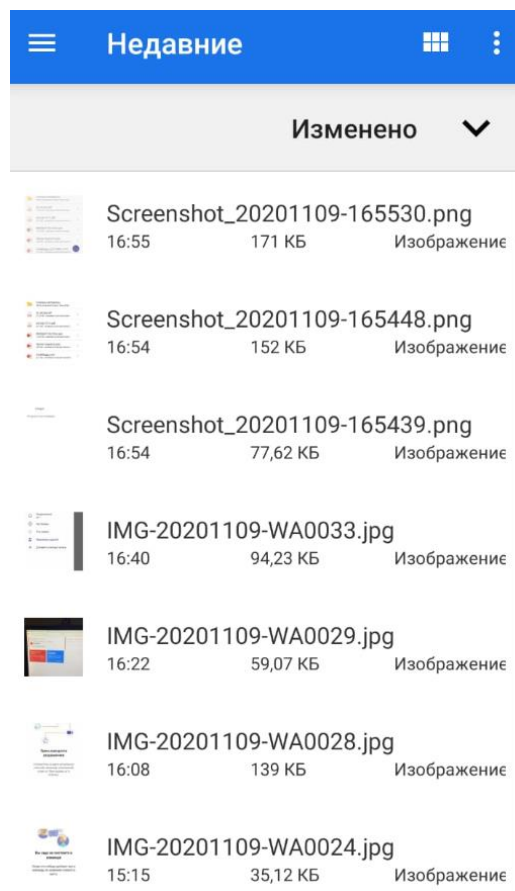 Недавние
Изменено
Screenshot_20201109-165530.png
16:55 171 КБ Изображение
Screenshot_20201109-165448.png
16:54 152 КБ Изображение
Screenshot_20201109-165439.png
16:54 77,62 КБ Изображение
IMG-20201109-WA0033.jpg
16:40 94,23 КБ Изображение
IMG-20201109-WA0029.jpg
16:22 59,07 КБ Изображение
IMG-20201109-WA0028.jpg
16:08 139 КБ Изображение
IMG-20201109-WA0024.jpg
15:15 35,12 КБ Изображение